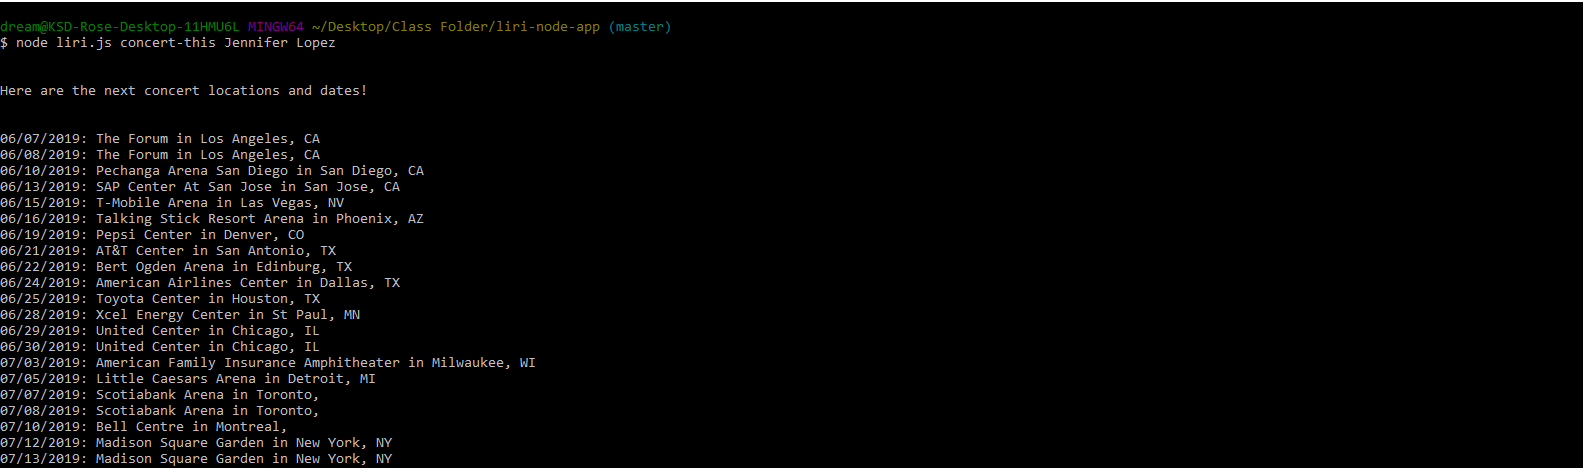 dream@KSD-Rose-Desktop-11HMU6L MINGW64 ~/Desktop/Class Folder/liri-node-app (master)
$ node liri.js concert-this Jennifer Lopez
Here are the next concert locations and dates!
06/07/2019: The Forum in Los Angeles, CA
06/08/2019: The Forum in Los Angeles, CA
06/10/2019: Pechanga Arena San Diego in San Diego, CA
06/13/2019: SAP Center At San Jose in San Jose, CA
06/15/2019: T-Mobile Arena in Las Vegas, NV
06/16/2019: Talking Stick Resort Arena in Phoenix, AZ
06/19/2019: Pepsi Center in Denver, CO
06/21/2019: AT&T Center in San Antonio, TX
06/22/2019: Bert Ogden Arena in Edinburg, TX
06/24/2019: American Airlines Center in Dallas, TX
06/25/2019: Toyota Center in Houston, TX
06/28/2019: Xcel Energy Center in St Paul, MN
06/29/2019: United Center in Chicago, IL
06/30/2019: United Center in Chicago, IL
07/03/2019: American Family Insurance Amphitheater in Milwaukee, WI
07/05/2019: Little Caesars Arena in Detroit, MI
07/07/2019: Scotiabank Arena in Toronto,
07/08/2019: Scotiabank Arena in Toronto,
07/10/2019: Bell Centre in Montreal,
07/12/2019: Madison Square Garden in New York, NY
07/13/2019: Madison Square Garden in New York, NY